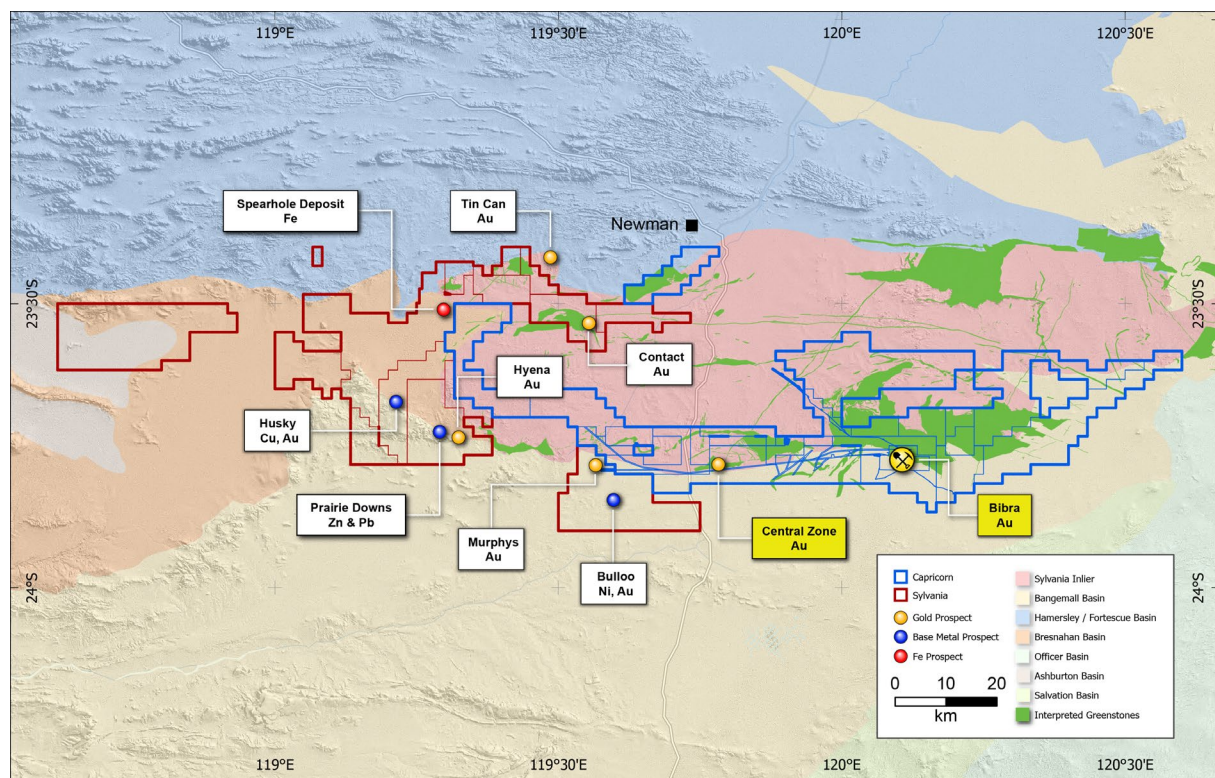 119°E
119°30'E
120°E
120°30'E
Spearhole Deposit
Fe
Tin Can
Au
Newman
23°30'S
23°30'S
Contact
Au
Hyena
Au
Husky
Cu, Au
Prairie Downs
Zn & Pb
Murphys
Au
Bulloo
Ni, Au
Central Zone
Au
Bibra
Au
24°S
24°S
Capricorn
Sylvania
Gold Prospect
Base Metal Prospect
Fe Prospect
0 10 20
km
Sylvania Inlier
Bangemall Basin
Hamersley / Fortescue Basin
Bresnahan Basin
Officer Basin
Ashburton Basin
Salvation Basin
Interpreted Greenstones
119°E
119°30'E
120°E
120°30'E